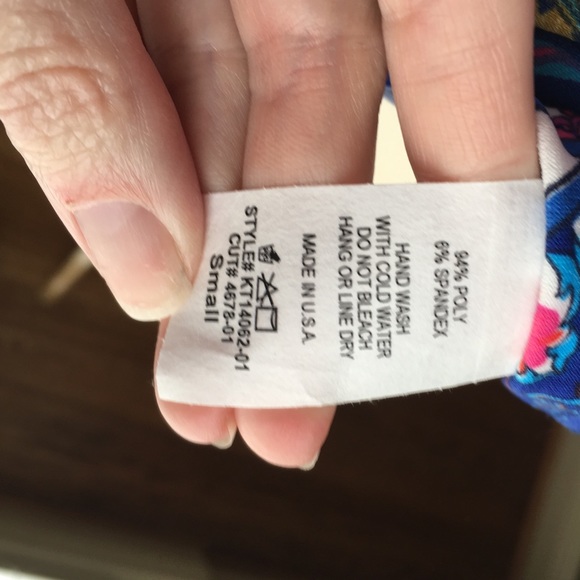 94% POLY
6% SPANDEX
HAND WASH
WITH COLD WATER
DO NOT BLEACH
HANG OR LINE DRY
MADE IN U.S.A.
STYLE# KT14062-01
CUT# 4678-01
Small